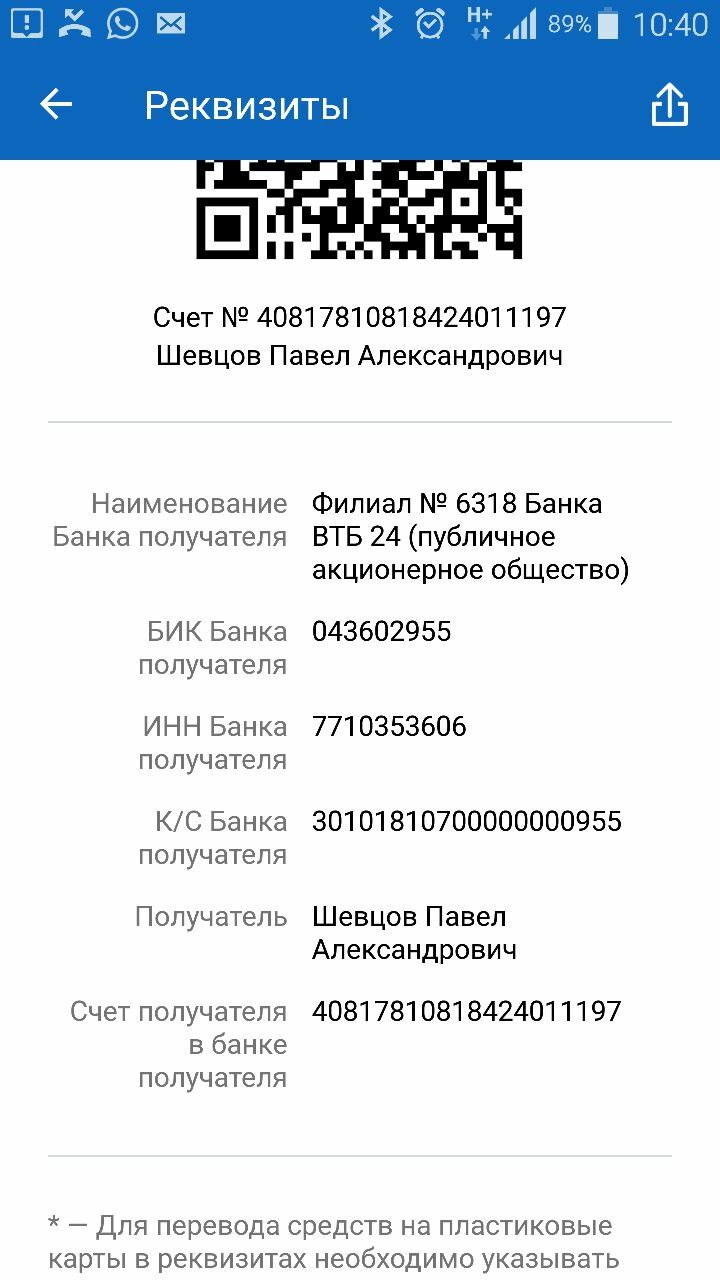 H+
89%
10:40
Реквизиты
Счет № 40817810818424011197
Шевцов Павел Александрович
Наименование
Банка получателя
Филиал № 6318 Банка
ВТБ 24 (публичное
акционерное общество)
БИК Банка
получателя
043602955
ИНН Банка
получателя
7710353606
К/С Банка
получателя
30101810700000000955
Получатель
Шевцов Павел
Александрович
Счет получателя
в банке
получателя
40817810818424011197
* — Для перевода средств на пластиковые
карты в реквизитах необходимо указывать